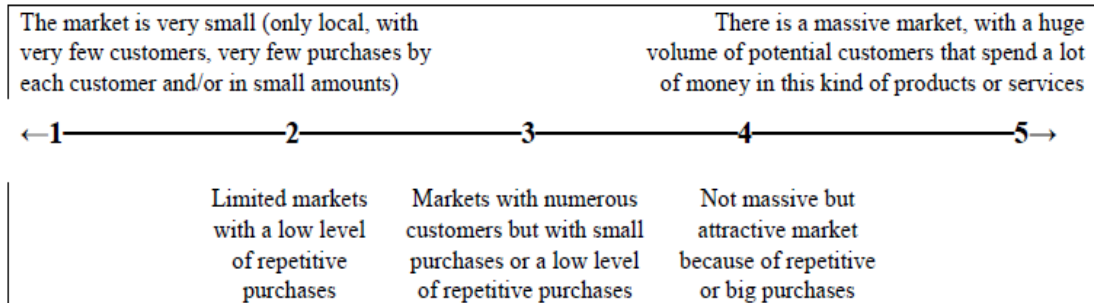 The market is very small (only local, with
very few customers, very few purchases by
each customer and/or in small amounts)
There is a massive market, with a huge
volume of potential customers that spend a lot
of money in this kind of products or services
←1 2 3 4 5→
Limited markets
with a low level
of repetitive
purchases
Markets with numerous
customers but with small
purchases or a low level
of repetitive purchases
Not massive but
attractive market
because of repetitive
or big purchases